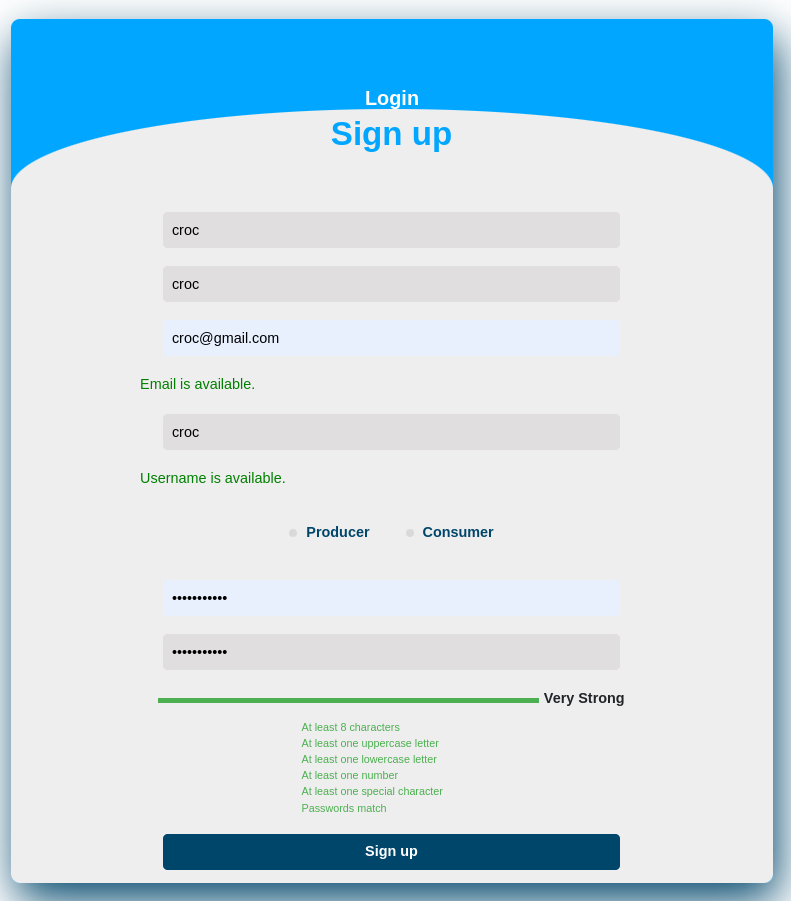 Login
Sign up
croc
croc
croc@gmail.com
Email is available.
croc
Username is available.
Producer Consumer
•••••••••••
•••••••••••
Very Strong
At least 8 characters
At least one uppercase letter
At least one lowercase letter
At least one number
At least one special character
Passwords match
Sign up